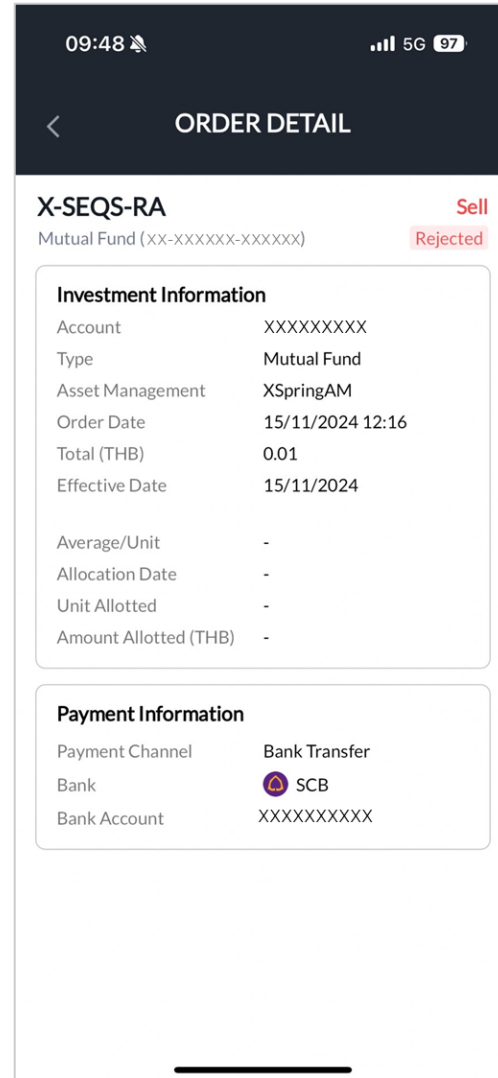 09:48 5G 97
ORDER DETAIL
X-SEQS-RA Sell
Mutual Fund (XX-XXXXXX-XXXXXX) Rejected
Investment Information
Account XXXXXXXXX
Type Mutual Fund
Asset Management XSpringAM
Order Date 15/11/2024 12:16
Total (THB) 0.01
Effective Date 15/11/2024
Average/Unit -
Allocation Date -
Unit Allotted -
Amount Allotted (THB) -
Payment Information
Payment Channel Bank Transfer
Bank SCB
Bank Account XXXXXXXXXX